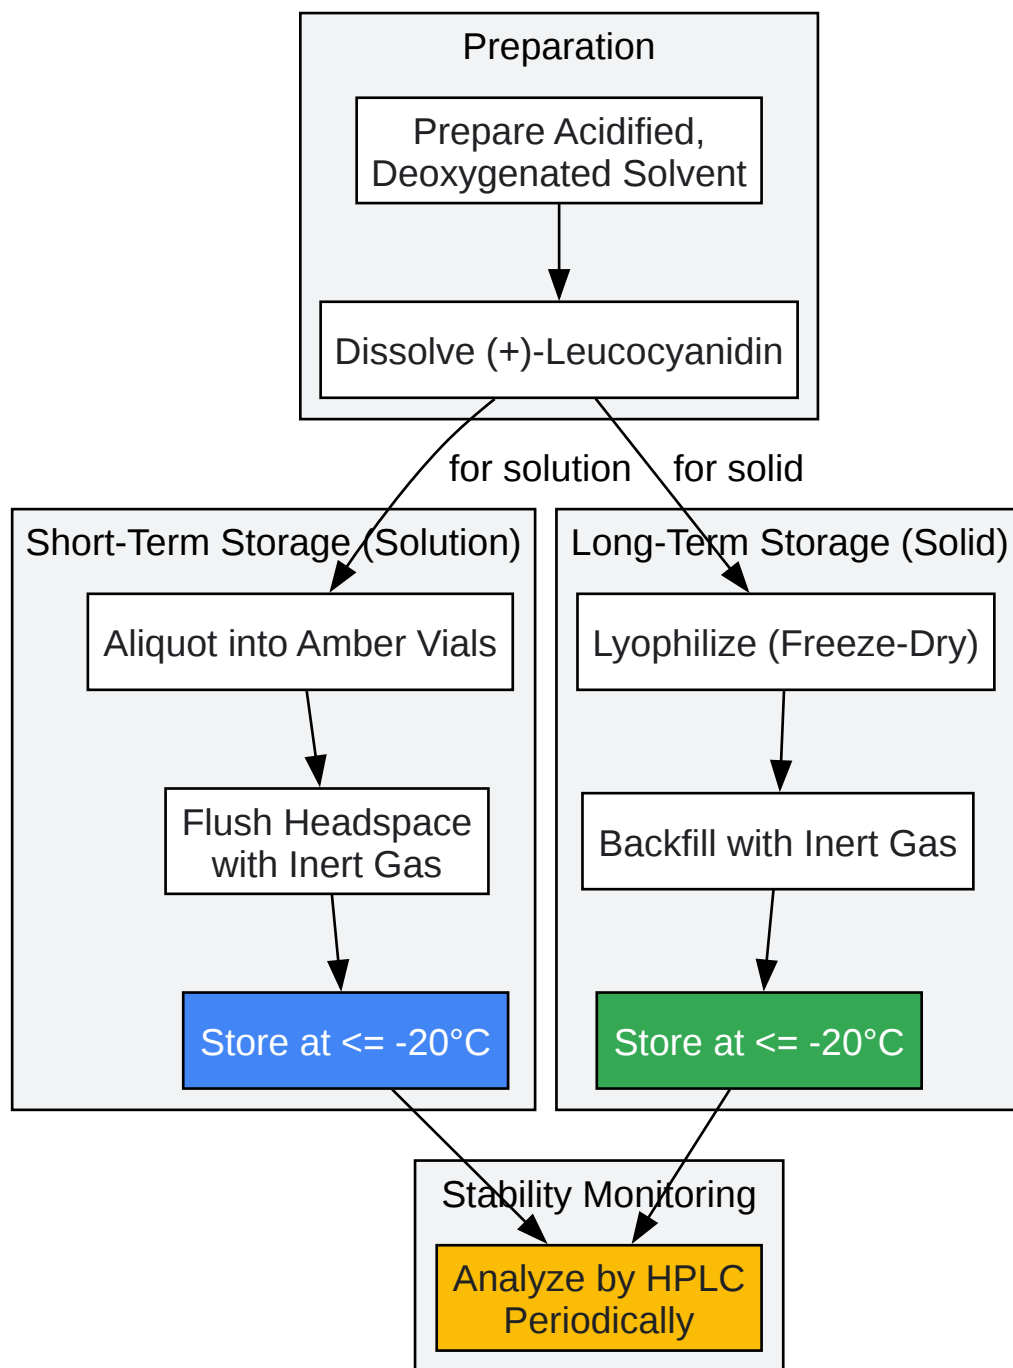 Preparation
Prepare Acidified,
Deoxygenated Solvent
Dissolve (+)-Leucocyanidin
for solution
for solid
Short-Term Storage (Solution)
Aliquot into Amber Vials
Flush Headspace
with Inert Gas
Store at <= -20°C
Long-Term Storage (Solid)
Lyophilize (Freeze-Dry)
Backfill with Inert Gas
Store at <= -20°C
Stability Monitoring
Analyze by HPLC
Periodically